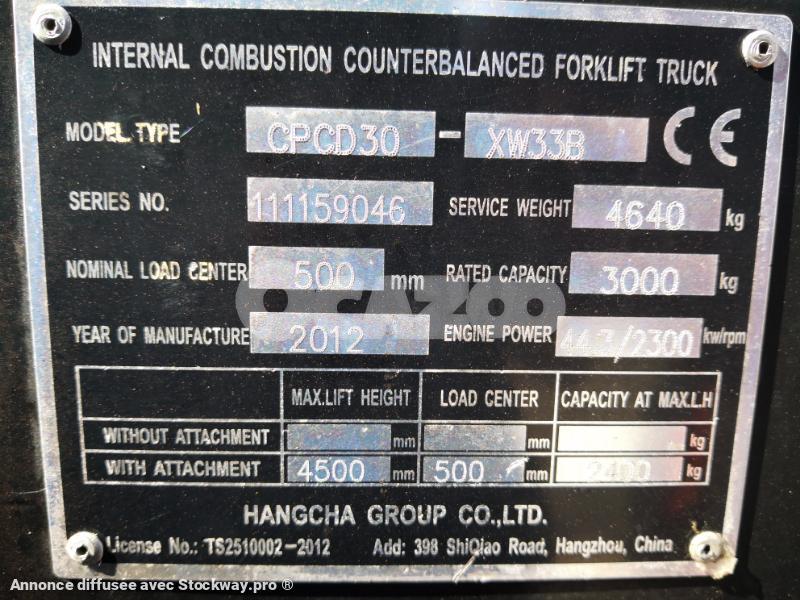 INTERNAL COMBUSTION COUNTERBALANCED FORKLIFT TRUCK
MODEL TYPE CPCD30 - XW33B CE
SERIES NO. 111159046 SERVICE WEIGHT 4640 kg
NOMINAL LOAD CENTER 500 mm RATED CAPACITY 3000 kg
OCAZOO
YEAR OF MANUFACTURE 2012 ENGINE POWER /2300 kw/rpm
MAX.LIFT HEIGHT LOAD CENTER CAPACITY AT MAX.L.H
WITHOUT ATTACHMENT mm mm kg
WITH ATTACHMENT 4500 mm 500 mm 2400 kg
HANGCHA GROUP CO.,LTD.
License No.: TS2510002-2012 Add: 398 ShiQiao Road, Hangzhou, China
Annonce diffusée avec Stockway.pro ®